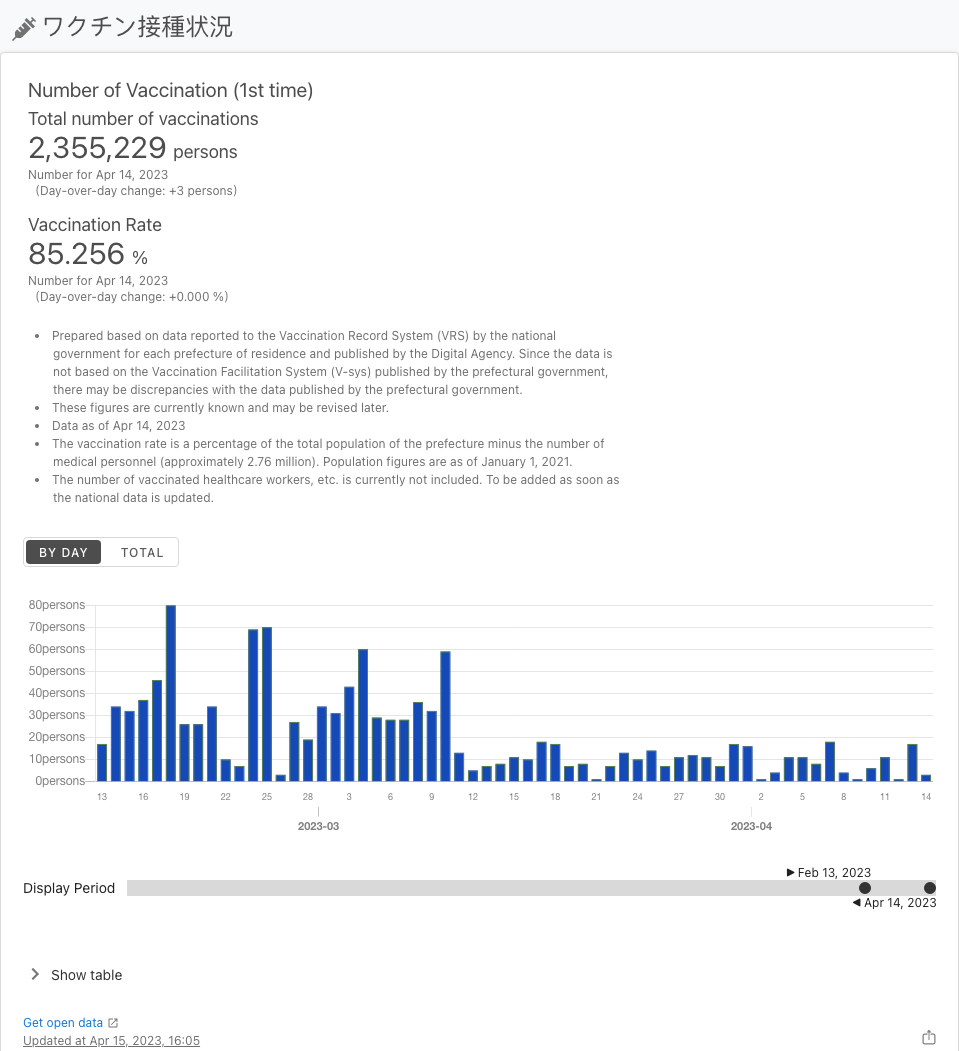 ワクチン接種状況
Number of Vaccination (1st time)
Total number of vaccinations
2,355,229 persons
Number for Apr 14, 2023
(Day-over-day change: +3 persons)
Vaccination Rate
85.256 %
Number for Apr 14, 2023
(Day-over-day change: +0.000 %)
• Prepared based on data reported to the Vaccination Record System (VRS) by the national
government for each prefecture of residence and published by the Digital Agency. Since the data is
not based on the Vaccination Facilitation System (V-sys) published by the prefectural government,
there may be discrepancies with the data published by the prefectural government.
• These figures are currently known and may be revised later.
• Data as of Apr 14, 2023
• The vaccination rate is a percentage of the total population of the prefecture minus the number of
medical personnel (approximately 2.76 million). Population figures are as of January 1, 2021.
• The number of vaccinated healthcare workers, etc. is currently not included. To be added as soon as
the national data is updated.
BY DAY TOTAL
80persons
70persons
60persons
50persons
40persons
30persons
20persons
10persons
0persons
13 16 19 22 25 28 3 6 9 12 15 18 21 24 27 30 2 5 8 11 14
2023-03 2023-04
▶ Feb 13, 2023
Display Period
◀ Apr 14, 2023
Show table
Get open data
Updated at Apr 15, 2023, 16:05